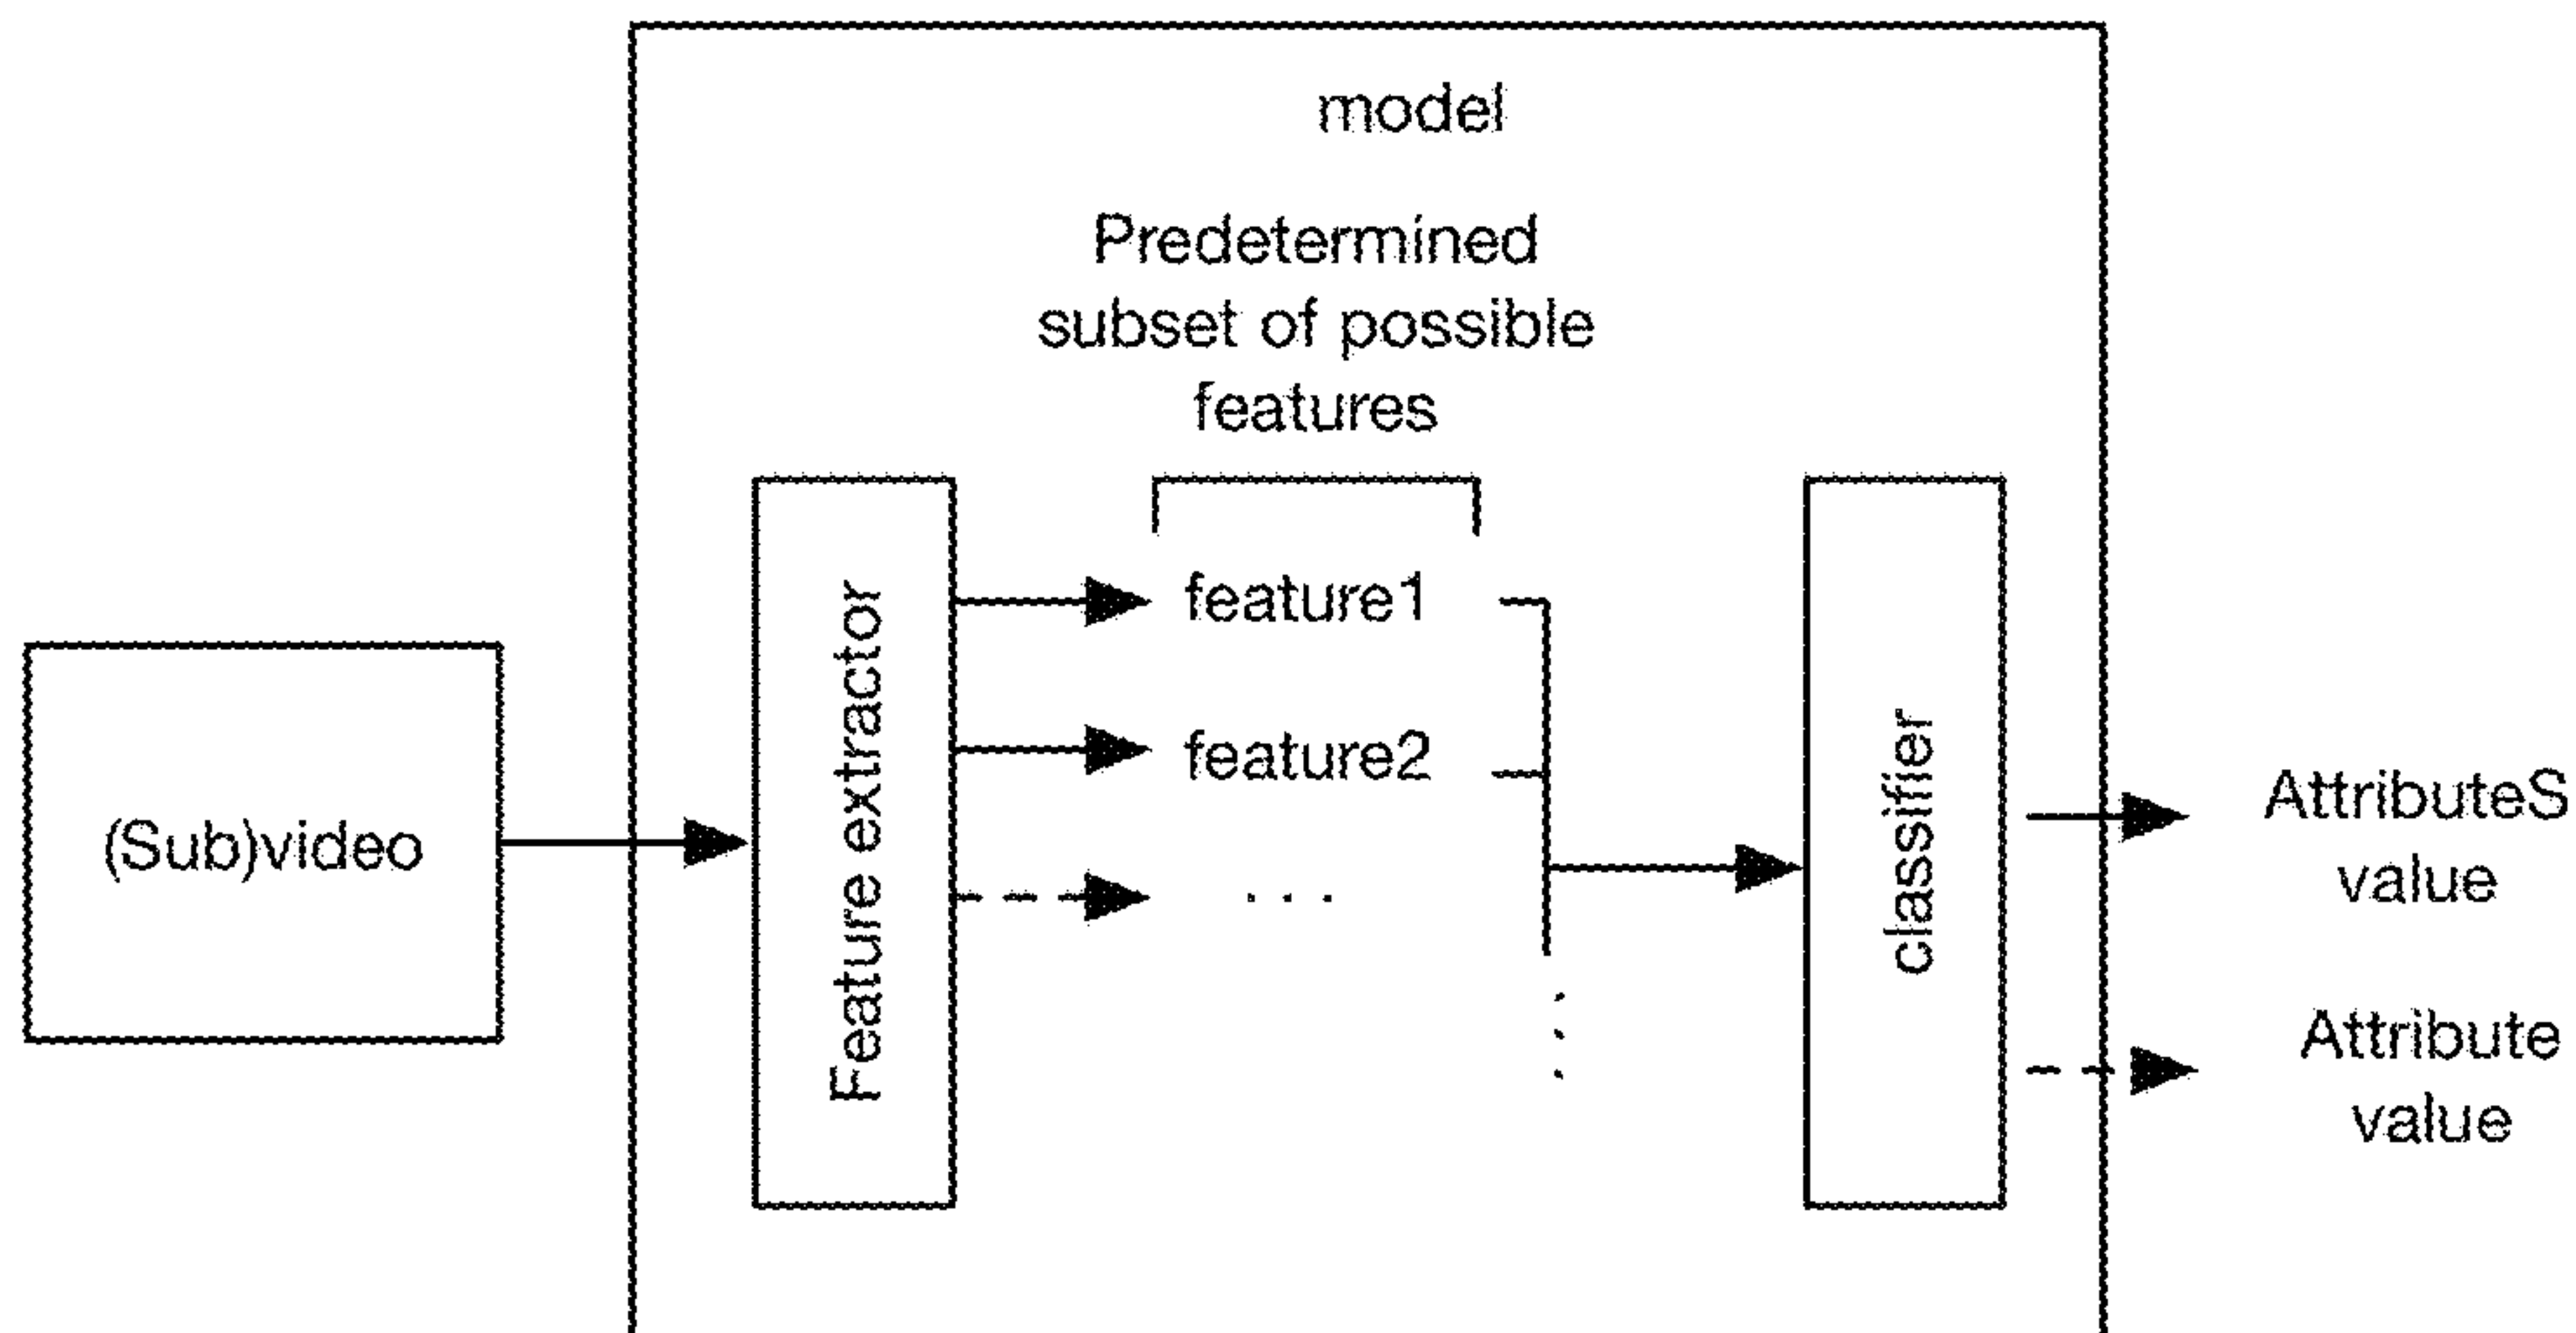 model
Predetermined
subset of possible
features
(Sub)video
Feature extractor
feature1
feature2
. . .
classifier
AttributeS
value
Attribute
value